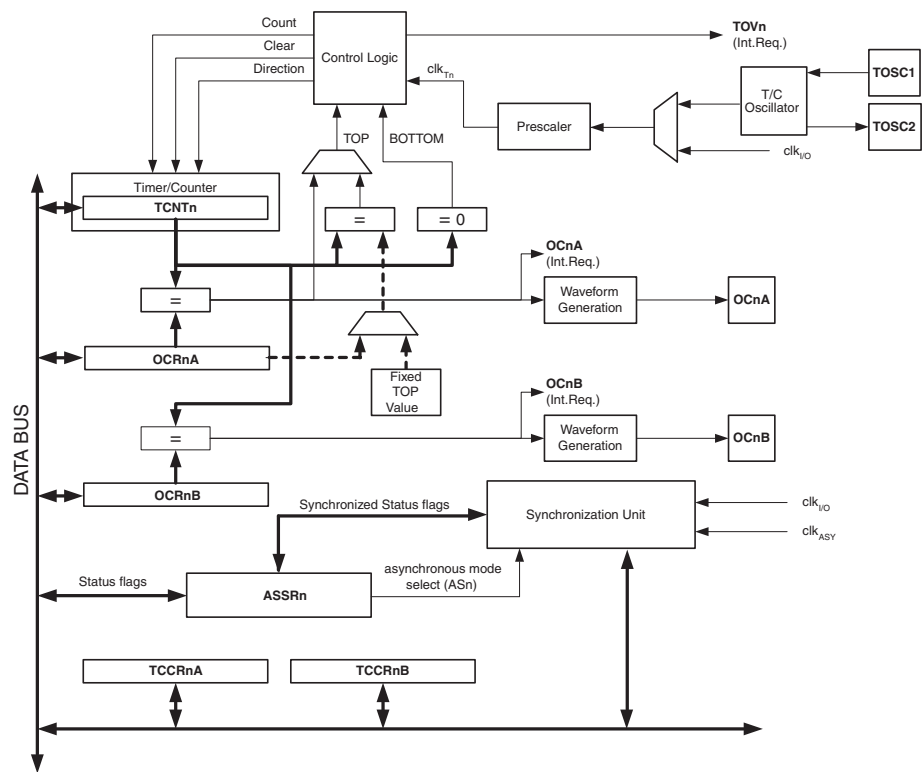 Count
Clear
Direction
Control Logic
TOVn
(Int.Req.)
clkTn
TOSC1
T/C
Oscillator
TOSC2
Prescaler
clkI/O
TOP
BOTTOM
Timer/Counter
TCNTn
=
= 0
OCnA
(Int.Req.)
=
Waveform
Generation
OCnA
OCRnA
Fixed
TOP
Value
OCnB
(Int.Req.)
=
Waveform
Generation
OCnB
DATA BUS
OCRnB
Synchronized Status flags
Synchronization Unit
clkI/O
clkASY
Status flags
ASSRn
asynchronous mode
select (ASn)
TCCRnA
TCCRnB